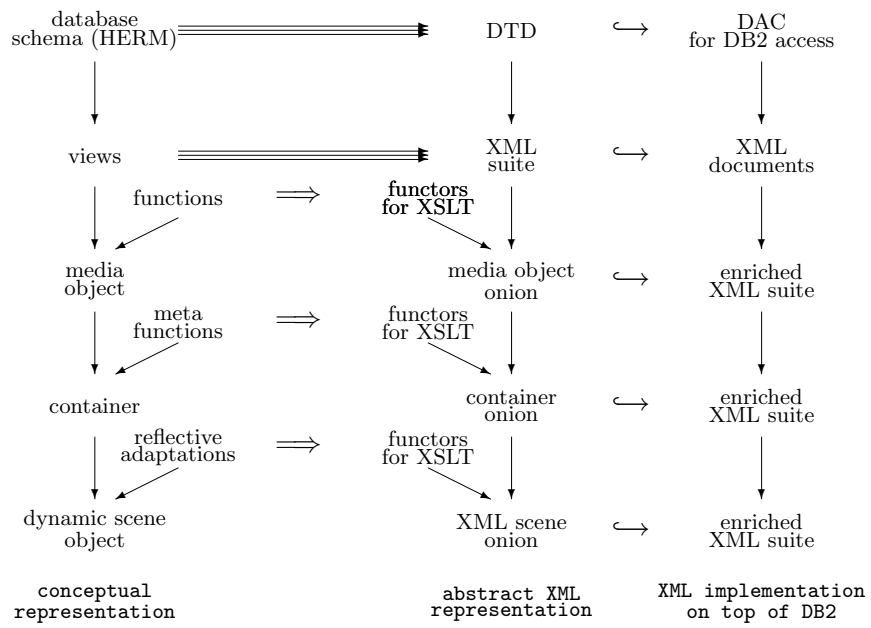 database
schema (HERM)
DTD
DAC
for DB2 access
views
XML
suite
XML
documents
functions
functors
for XSLT
media
object
media object
onion
enriched
XML suite
meta
functions
functors
for XSLT
container
container
onion
enriched
XML suite
reflective
adaptations
functors
for XSLT
dynamic scene
object
XML scene
onion
enriched
XML suite
conceptual
representation
abstract XML
representation
XML implementation
on top of DB2